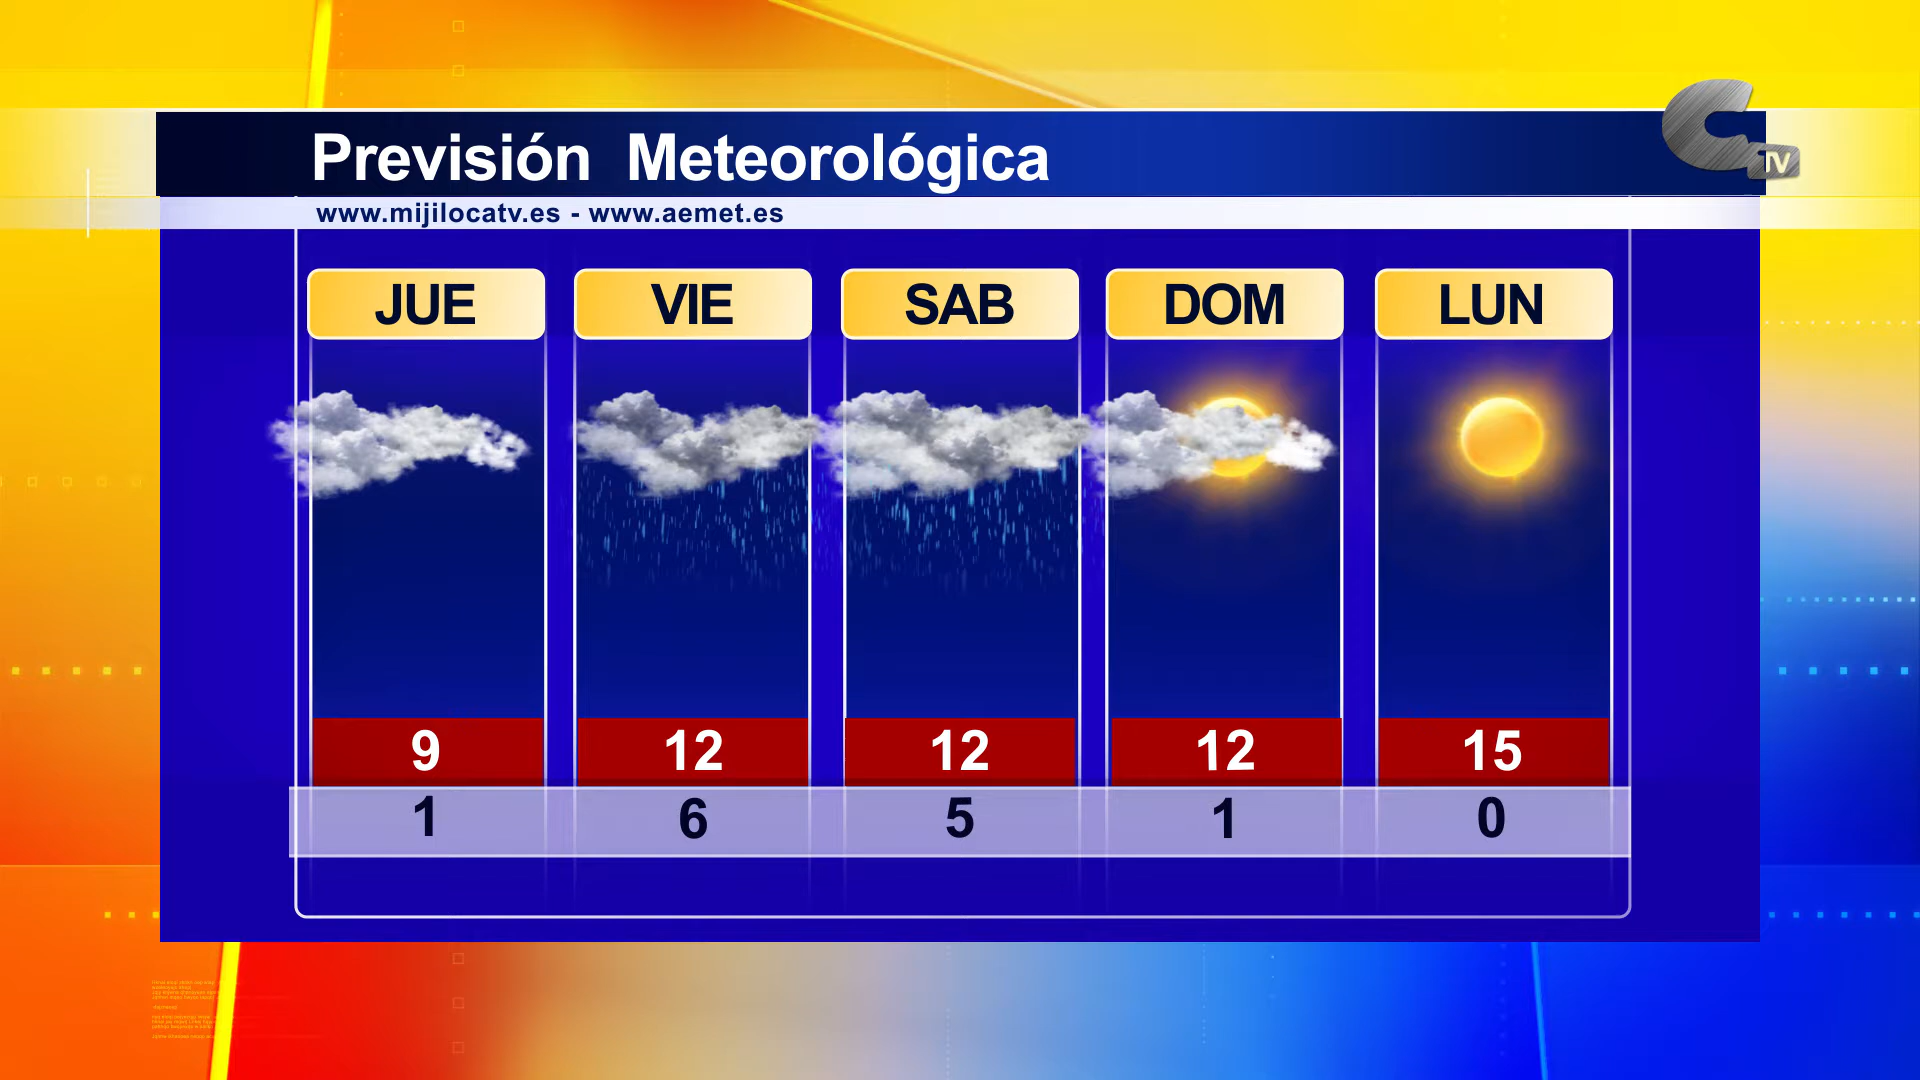 Previsión Meteorológica
TV
www.mijilocatv.es - www.aemet.es
JUE VIE SAB DOM LUN
9 12 12 12 15
1 6 5 1 0